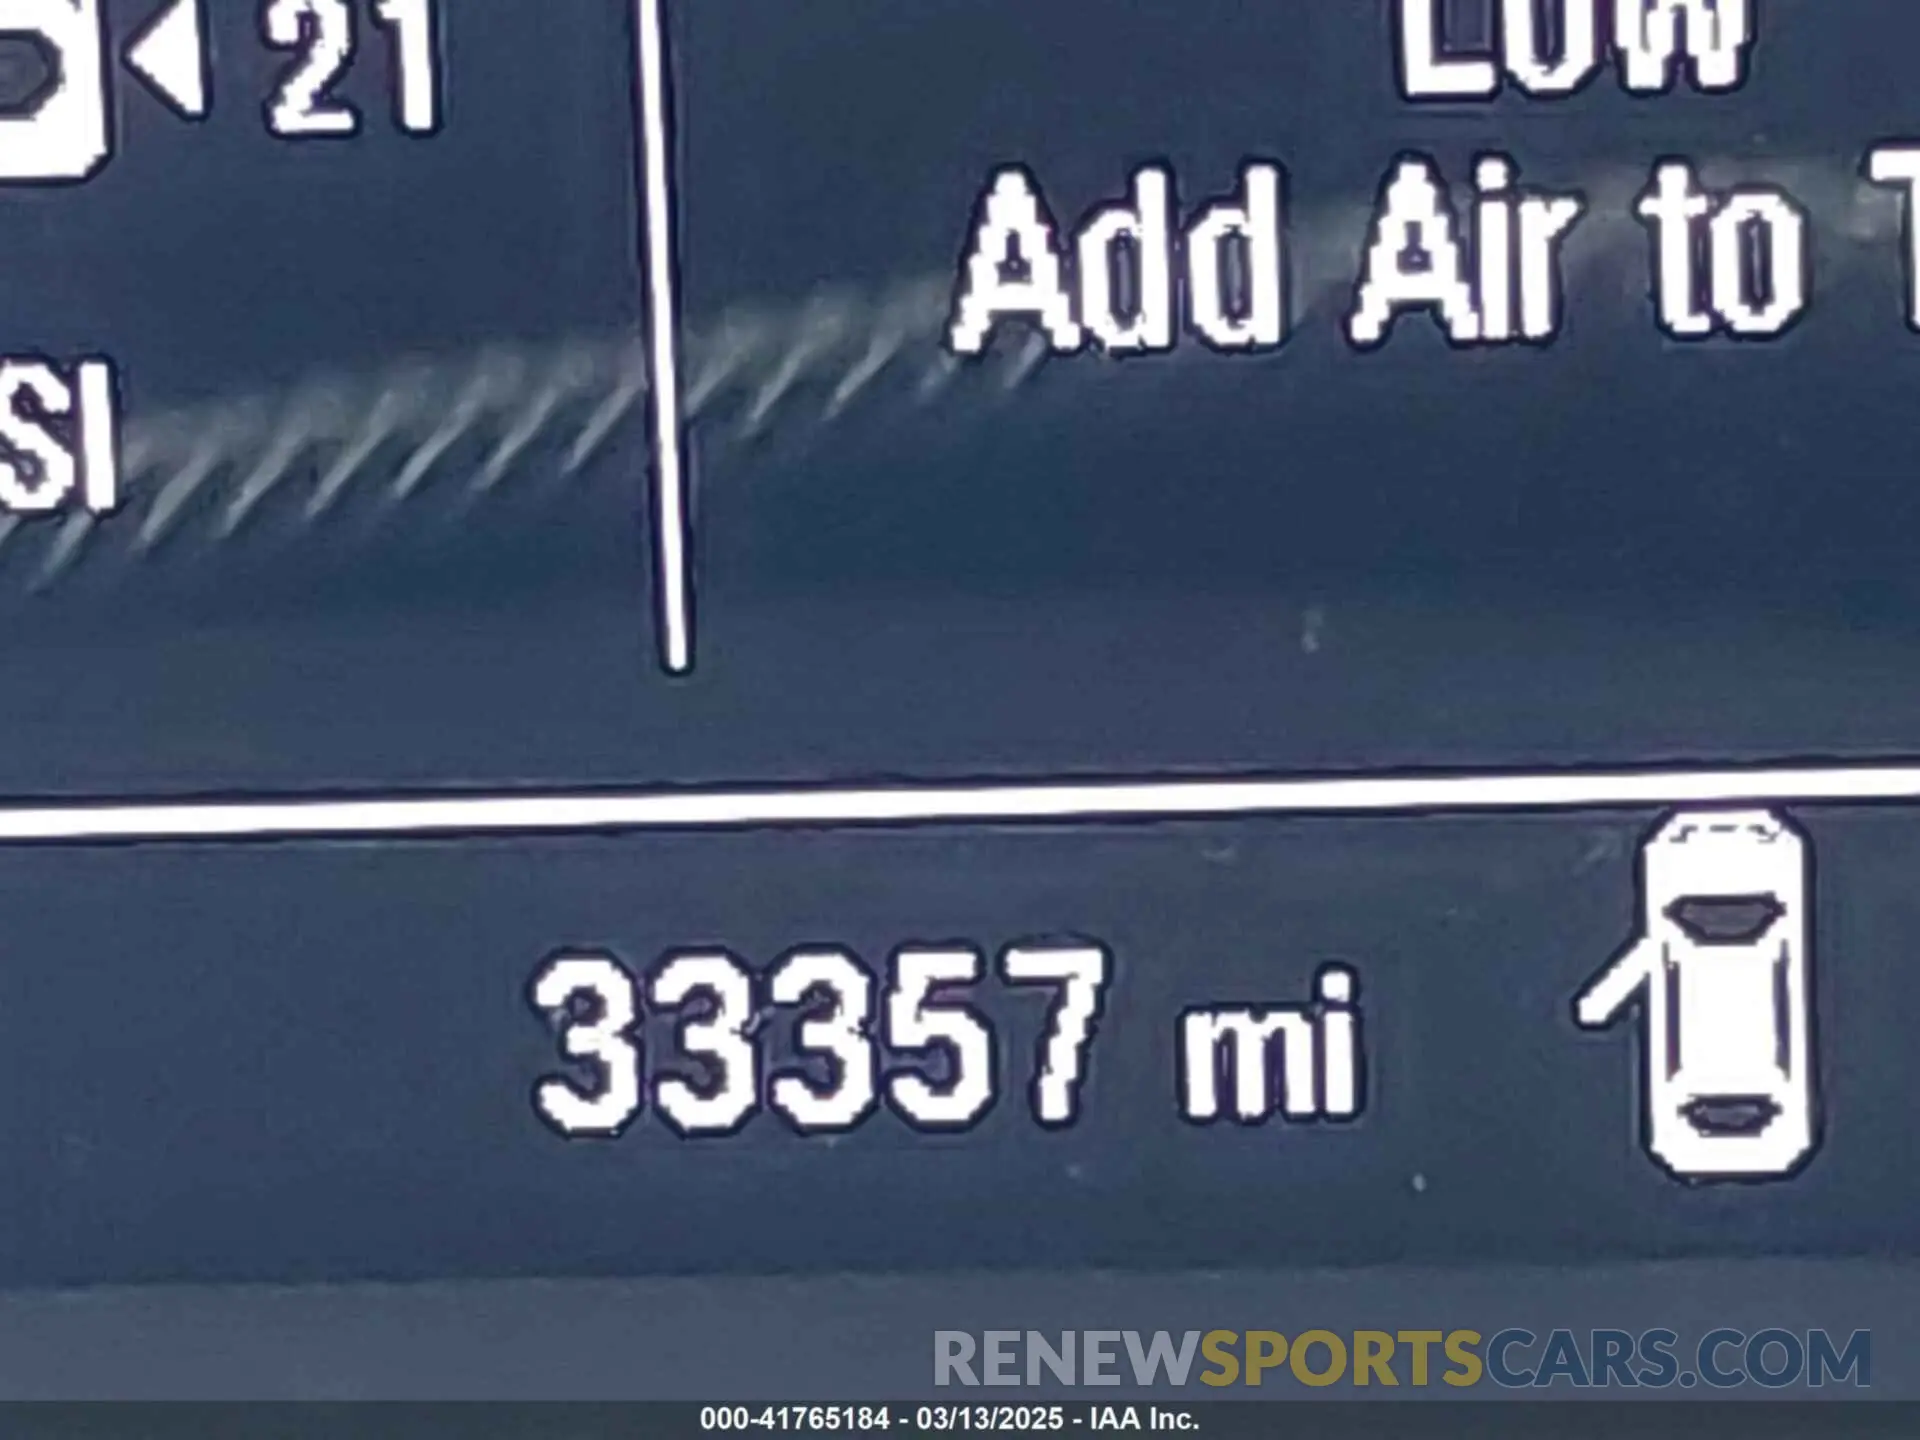 21
LOW
Add Air to T
SI
33357 mi
RENEWSPORTSCARS.COM
000-41765184 - 03/13/2025 - IAA Inc.